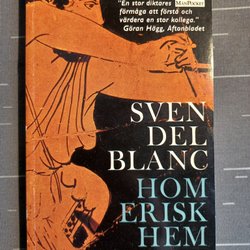 "En stor diktares MånPocket
förmåga att förstå och
värdera en stor kollega."
Göran Hägg, Aftonbladet
SVEN
DEL
BLANC
HOM
ERISK
HEM